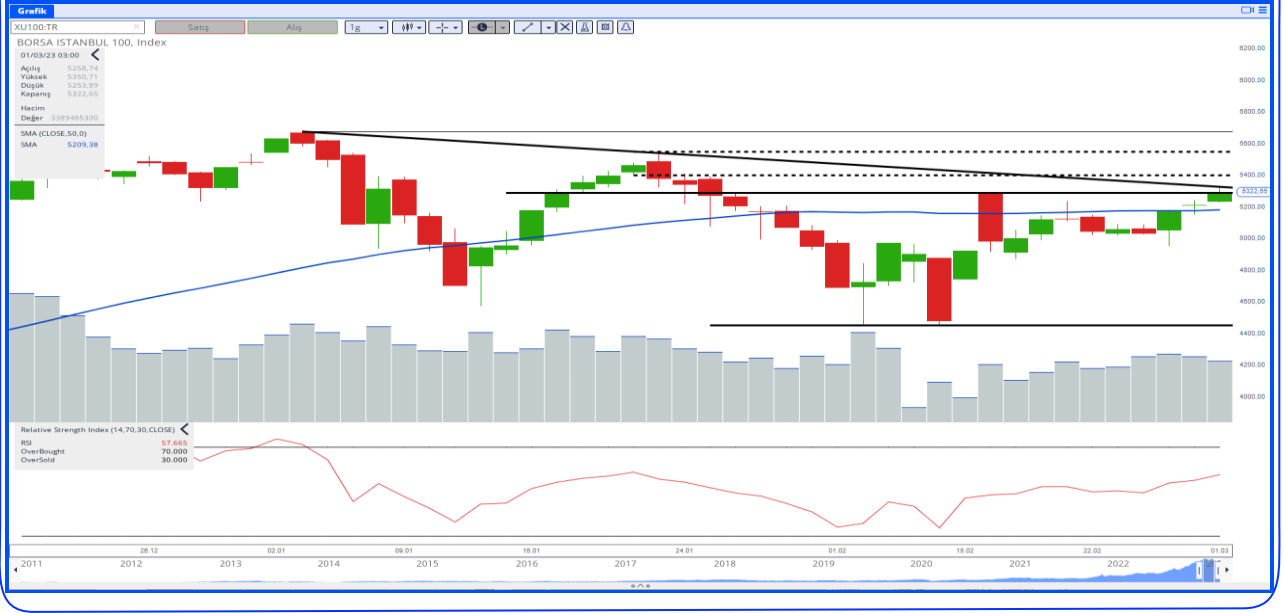 Grafik
XU100:TR
Satış
Alış
1g
BORSA ISTANBUL 100, Index
01/03/23 03:00
Açılış 5258,74
Yüksek 5350,71
Düşük 5253,89
Kapanış 5322,65
Hacim
Değer 3389485300
SMA (CLOSE,50,0)
SMA 5209,38
6200,00
6000,00
5800,00
5600,00
5400,00
5322,65
5200,00
5000,00
4800,00
4600,00
4400,00
4200,00
4000,00
Relative Strength Index (14,70,30,CLOSE)
RSI 57.665
OverBought 70.000
OverSold 30.000
26.12 02.01 09.01 16.01 24.01 01.02 16.02 22.02 01.03
2011 2012 2013 2014 2015 2016 2017 2018 2019 2020 2021 2022